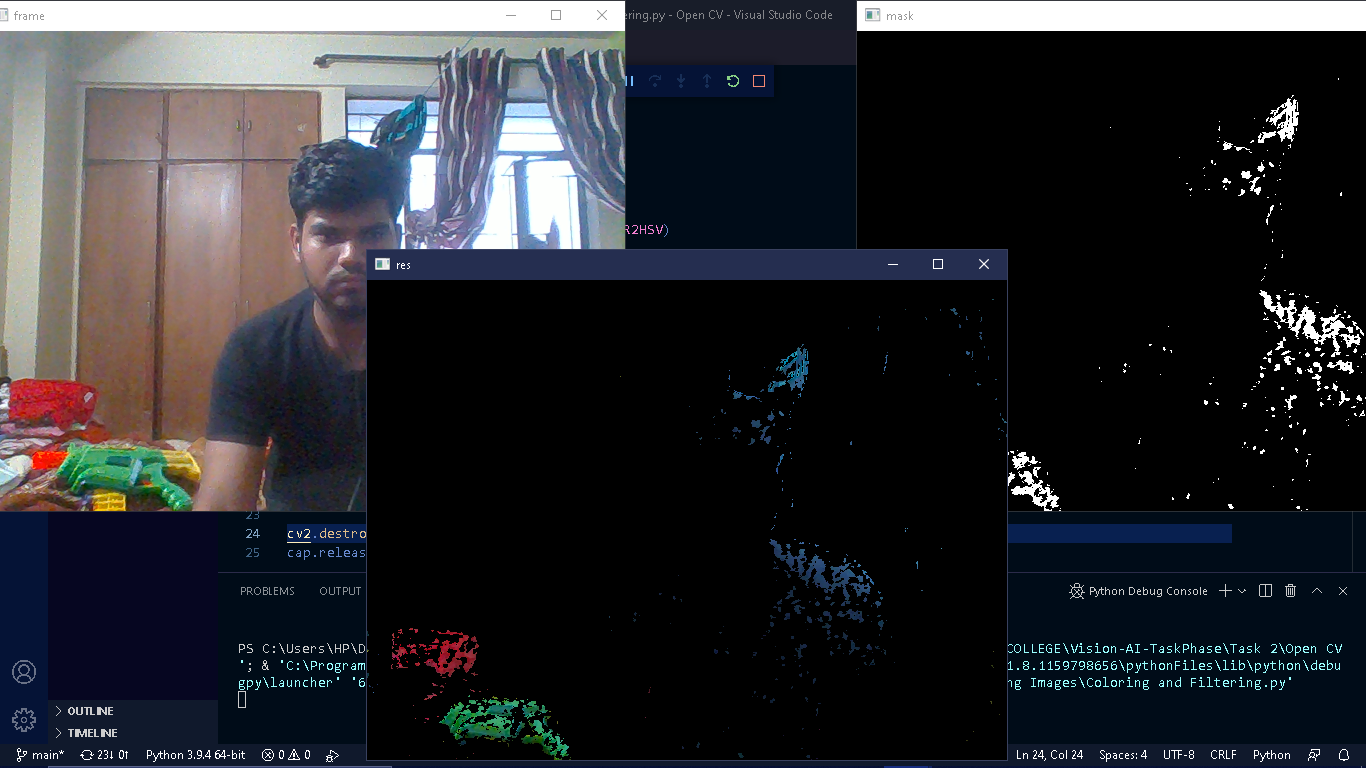 frame
ering.py - Open CV - Visual Studio Code
mask
R2HSV)
res
23
24 cv2.destro
25 cap.releas
PROBLEMS OUTPUT
Python Debug Console
PS C:\Users\HP\D
COLLEGE\Vision-AI-TaskPhase\Task 2\Open CV
'; & 'C:\Program
1.8.1159798656\pythonFiles\lib\python\debu
gpy\launcher' '6
ng Images\Coloring and Filtering.py'
OUTLINE
TIMELINE
main* 23↓ 0↑ Python 3.9.4 64-bit 0 0 Ln 24, Col 24 Spaces: 4 UTF-8 CRLF Python